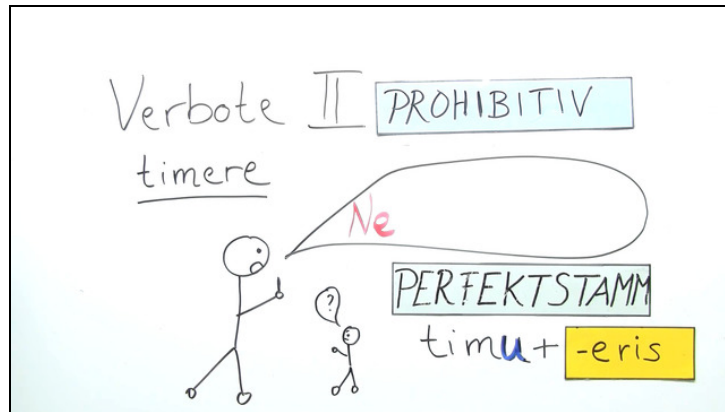 Verbote II PROHIBITIV
timere
Ne
PERFEKTSTAMM
?
timu + -eris